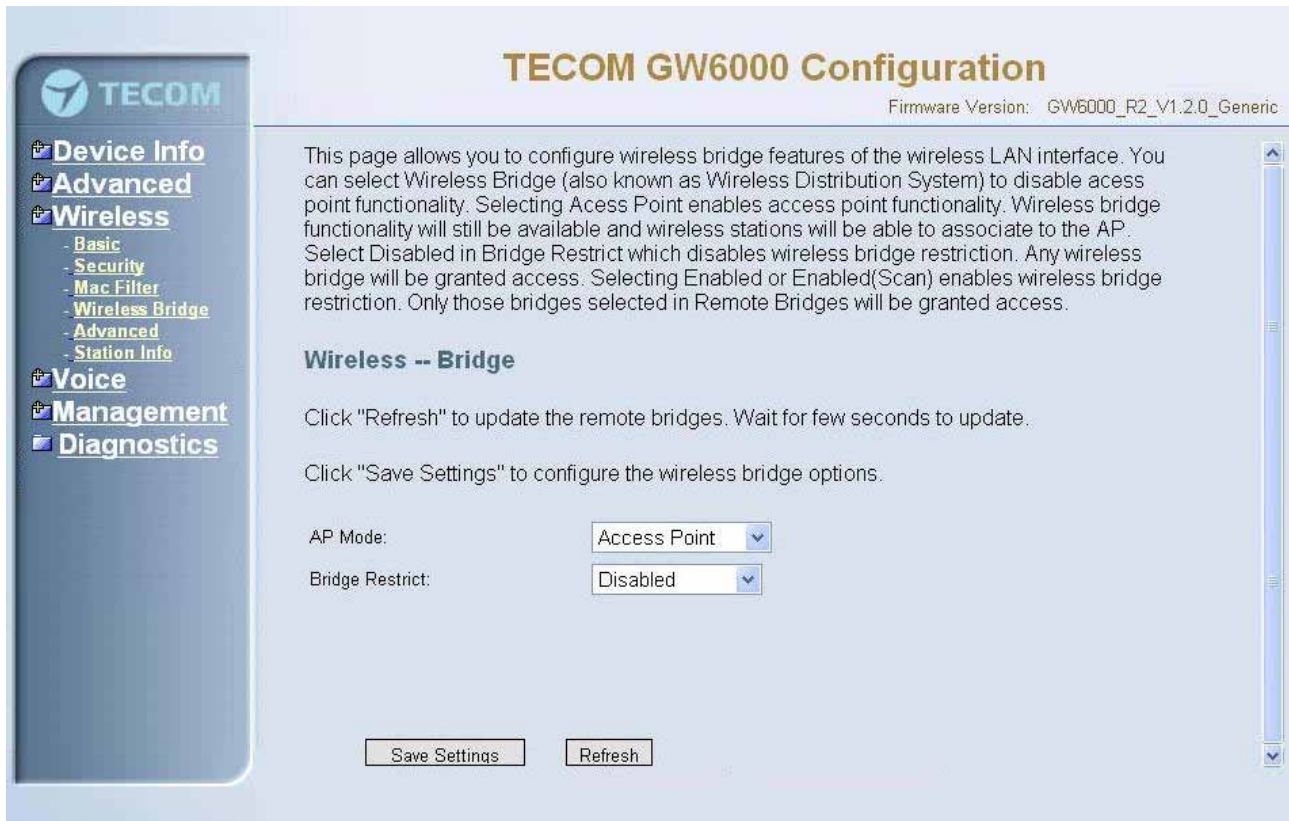 TECOM
TECOM GW6000 Configuration
Firmware Version: GW6000_R2_V1.2.0_Generic
Device Info
Advanced
Wireless
- Basic
- Security
- Mac Filter
- Wireless Bridge
- Advanced
- Station Info
Voice
Management
Diagnostics
This page allows you to configure wireless bridge features of the wireless LAN interface. You
can select Wireless Bridge (also known as Wireless Distribution System) to disable acess
point functionality. Selecting Acess Point enables access point functionality. Wireless bridge
functionality will still be available and wireless stations will be able to associate to the AP.
Select Disabled in Bridge Restrict which disables wireless bridge restriction. Any wireless
bridge will be granted access. Selecting Enabled or Enabled(Scan) enables wireless bridge
restriction. Only those bridges selected in Remote Bridges will be granted access.
Wireless -- Bridge
Click "Refresh" to update the remote bridges. Wait for few seconds to update.
Click "Save Settings" to configure the wireless bridge options.
AP Mode: Access Point
Bridge Restrict: Disabled
Save Settings Refresh